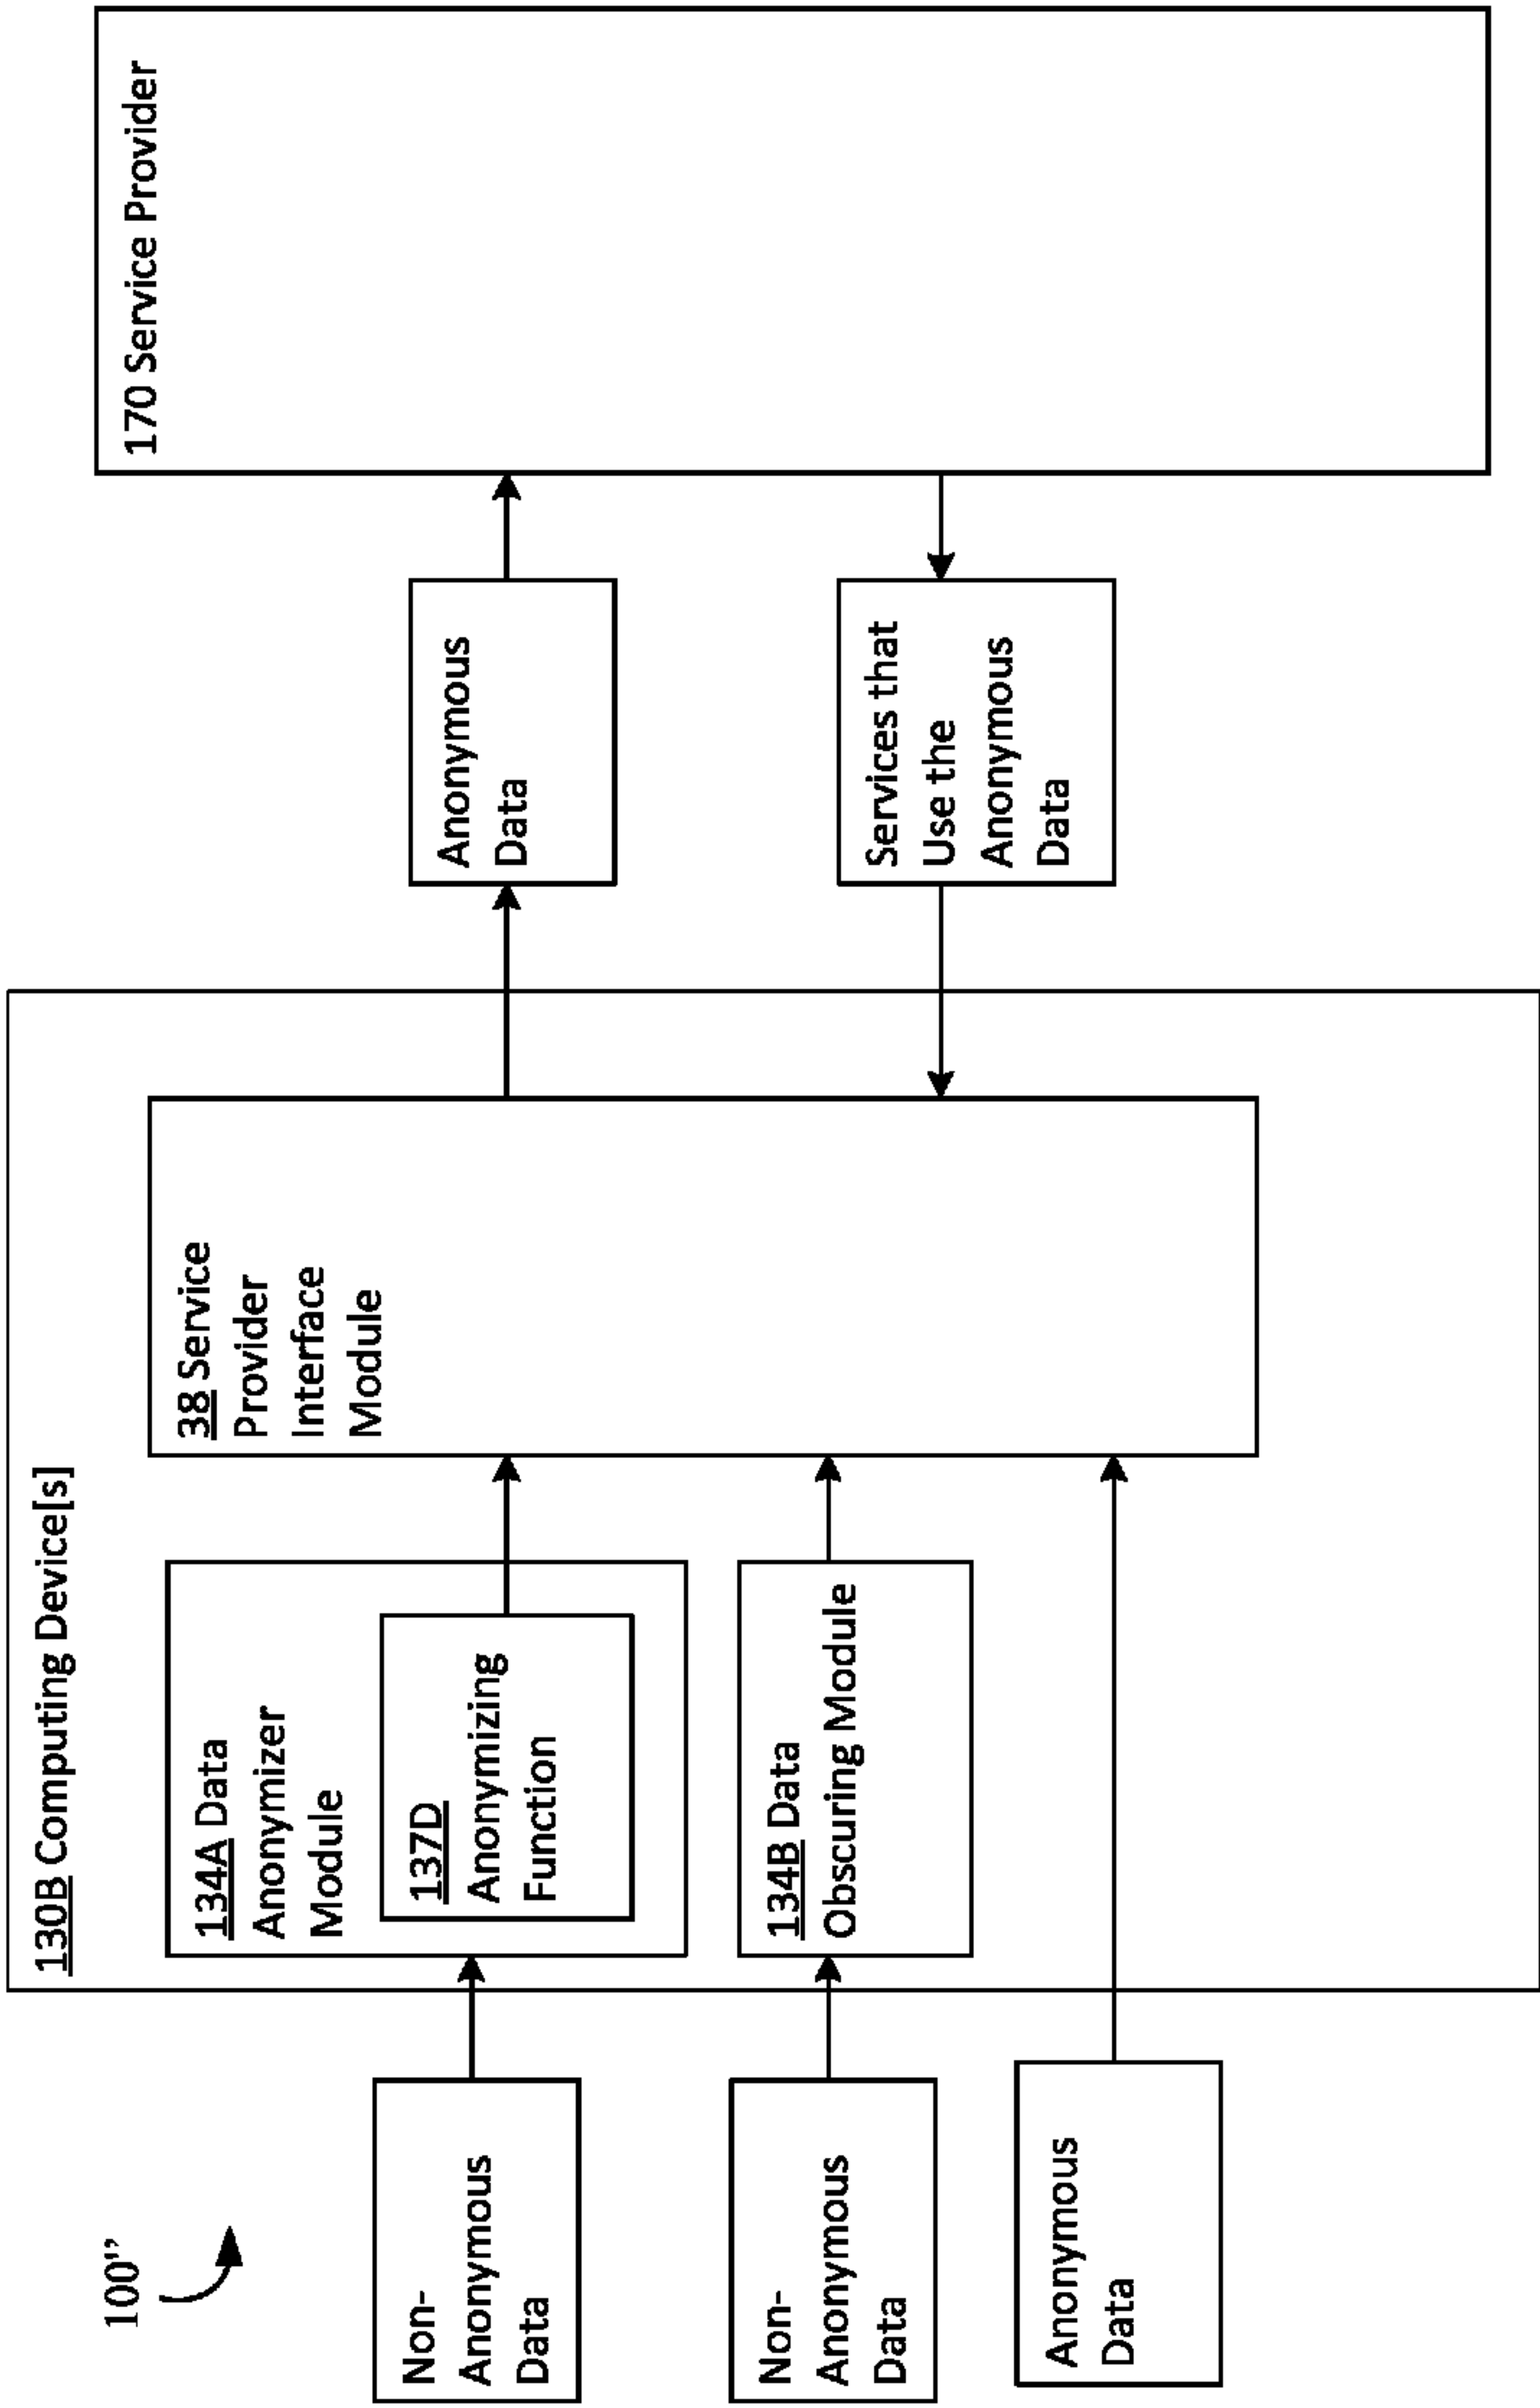 100''
130B Computing Device[s]
Non-
Anonymous
Data
134A Data
Anonymizer
Module
137D
Anonymizing
Function
38 Service
Provider
Interface
Module
Anonymous
Data
170 Service Provider
Non-
Anonymous
Data
134B Data
Obscuring Module
Services that
Use the
Anonymous
Data
Anonymous
Data